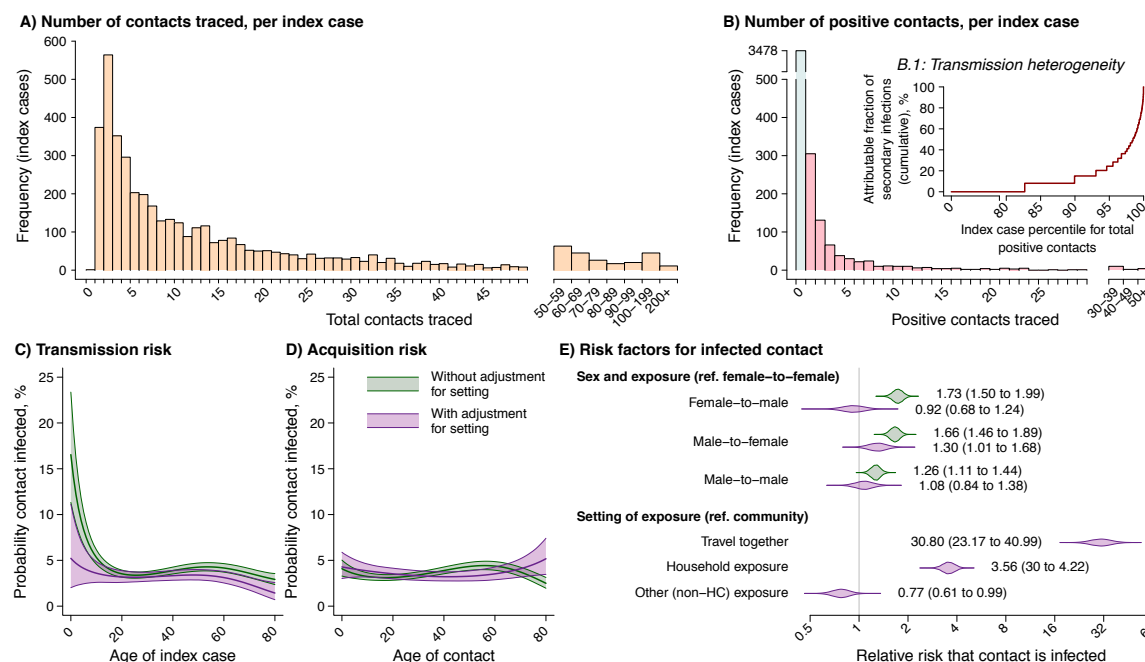 A) Number of contacts traced, per index case
Frequency (index cases)
600
500
400
300
200
100
0
0
5
10
15
20
25
30
35
40
45
50−59
60−69
70−79
80−89
90−99
100−199
200+
Total contacts traced
B) Number of positive contacts, per index case
Frequency (index cases)
3478
500
400
300
200
100
0
0
5
10
15
20
25
30−39
40−49
50+
Positive contacts traced
B.1: Transmission heterogeneity
Attributable fraction of
secondary infections
(cumulative), %
100
80
60
40
20
0
0
80
85
90
95
100
Index case percentile for total
positive contacts
C) Transmission risk
Probability contact infected, %
25
20
15
10
5
0
0
20
40
60
80
Age of index case
D) Acquisition risk
Without adjustment
for setting
With adjustment
for setting
Probability contact infected, %
25
20
15
10
5
0
0
20
40
60
80
Age of contact
E) Risk factors for infected contact
Sex and exposure (ref. female−to−female)
Female−to−male
1.73 (1.50 to 1.99)
0.92 (0.68 to 1.24)
Male−to−female
1.66 (1.46 to 1.89)
1.30 (1.01 to 1.68)
Male−to−male
1.26 (1.11 to 1.44)
1.08 (0.84 to 1.38)
Setting of exposure (ref. community)
Travel together
30.80 (23.17 to 40.99)
Household exposure
3.56 (30 to 4.22)
Other (non−HC) exposure
0.77 (0.61 to 0.99)
0.5
1
2
4
8
16
32
Relative risk that contact is infected